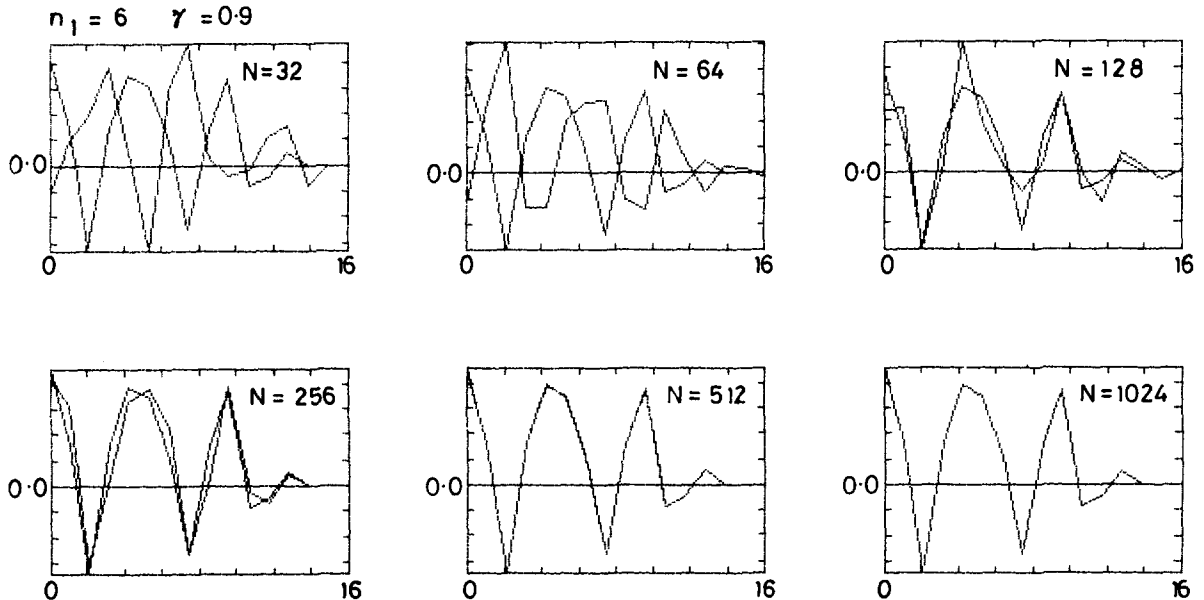 n₁ = 6 γ = 0·9
N=32
0·0
0 16
N = 64
0·0
0 16
N = 128
0·0
0 16
N = 256
0·0
0 16
N = 512
0·0
0 16
N=1024
0·0
0 16